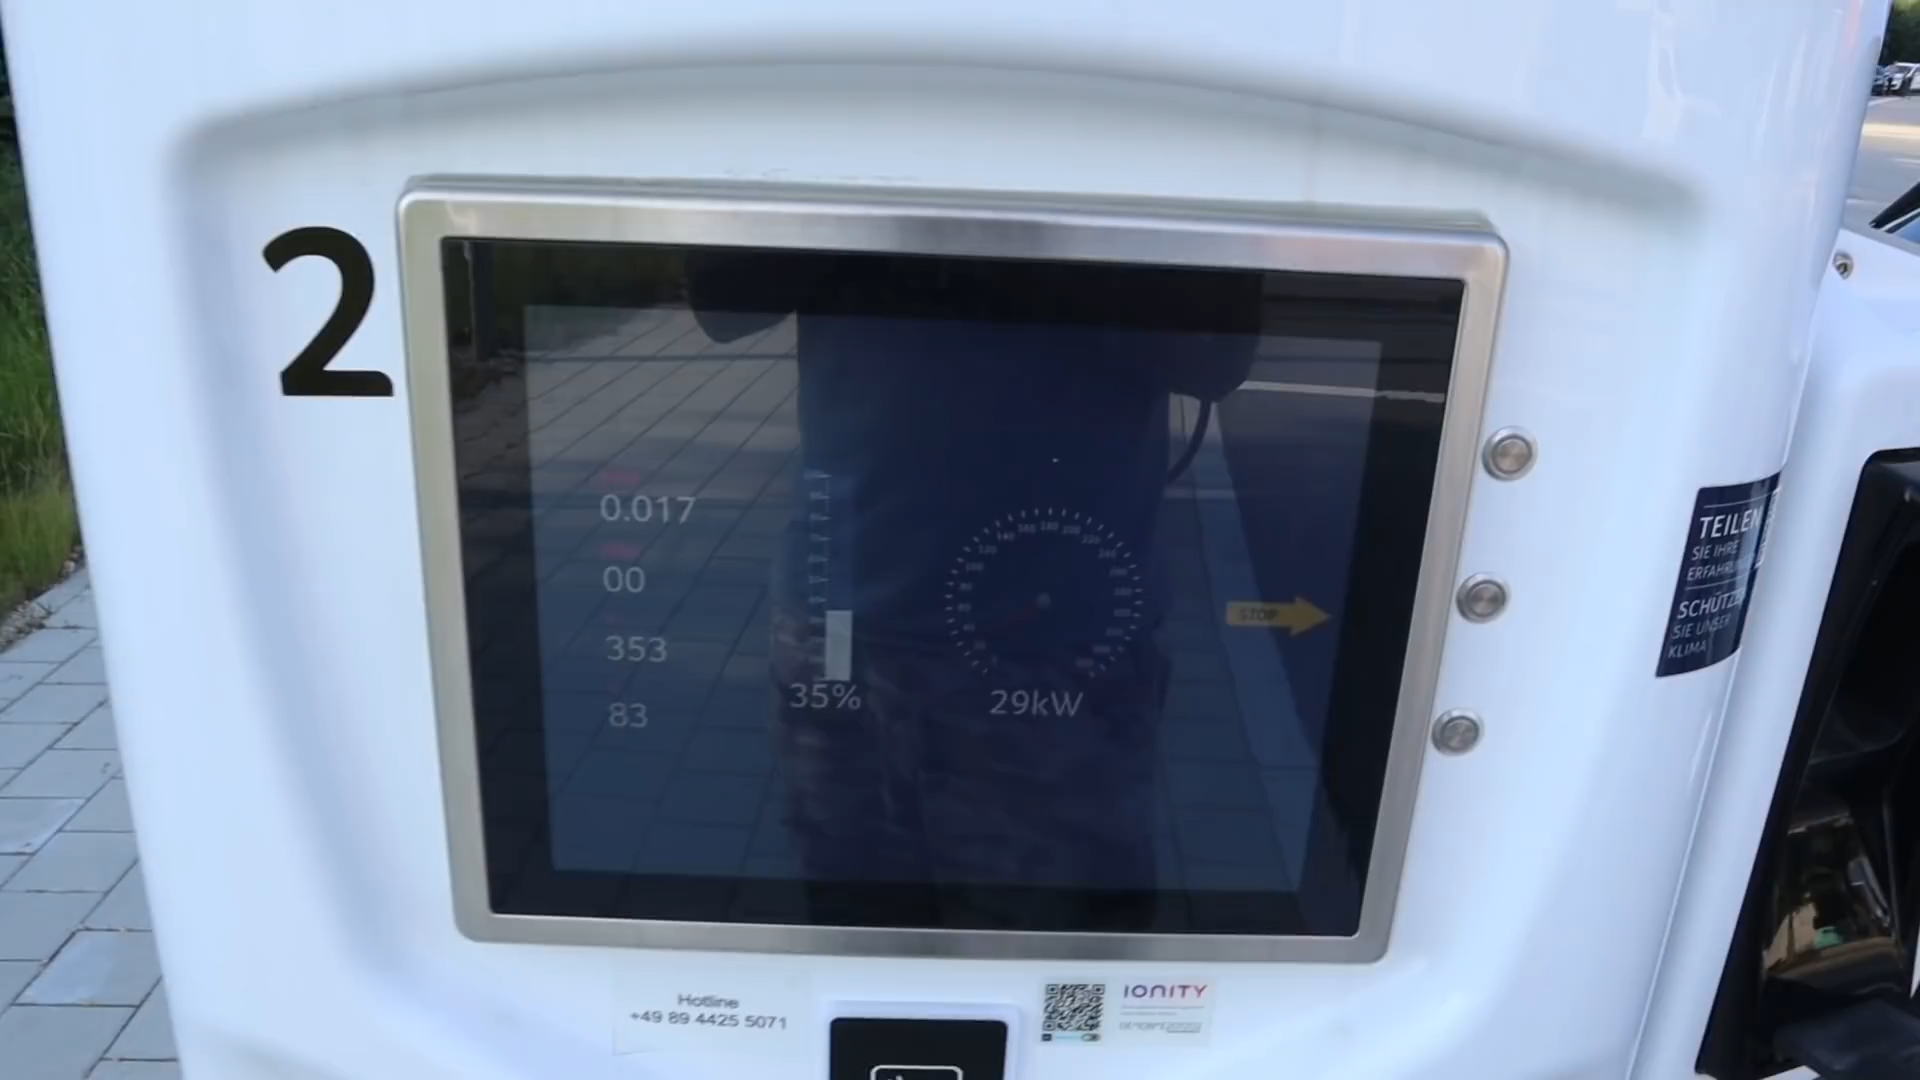 2
0.017
00
353
83
35%
29kW
STOP
TEILEN
SIE IHRE
SCHÜTZEN
SIE UNSER
KLIMA
Hotline
+49 89 4425 5071
IONITY